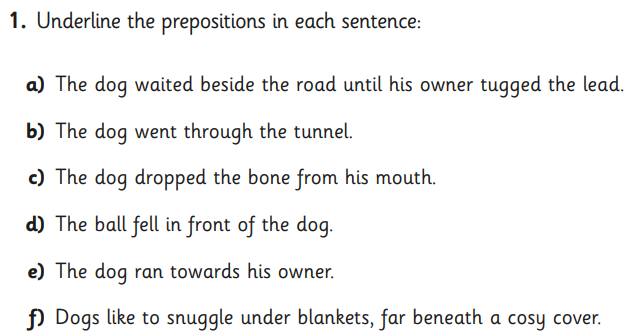 1. Underline the prepositions in each sentence:
a) The dog waited beside the road until his owner tugged the lead.
b) The dog went through the tunnel.
c) The dog dropped the bone from his mouth.
d) The ball fell in front of the dog.
e) The dog ran towards his owner.
f) Dogs like to snuggle under blankets, far beneath a cosy cover.